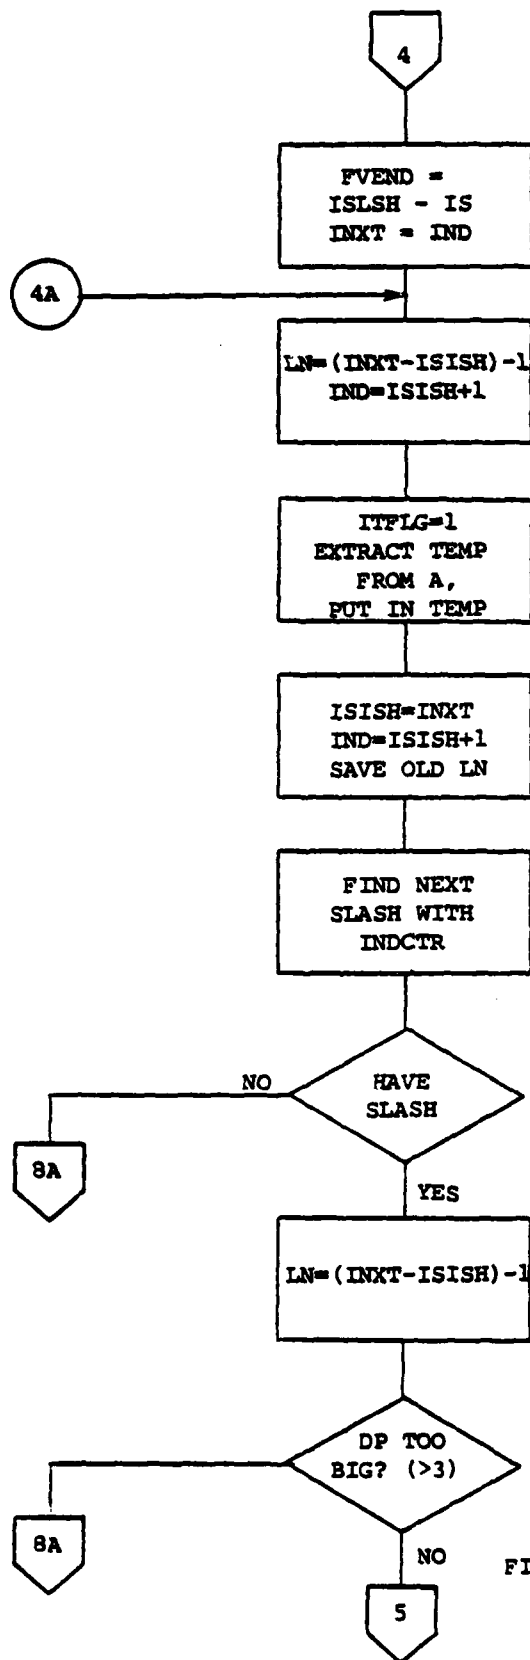 4
FVEND =
ISLSH - IS
INXT = IND
4A
LN=(INXT-ISISH)-1
IND=ISISH+1
ITFLG=1
EXTRACT TEMP
FROM A,
PUT IN TEMP
ISISH=INXT
IND=ISISH+1
SAVE OLD LN
FIND NEXT
SLASH WITH
INDCTR
NO
HAVE
SLASH
8A
YES
LN=(INXT-ISISH)-1
DP TOO
BIG? (>3)
8A
NO
FI
5